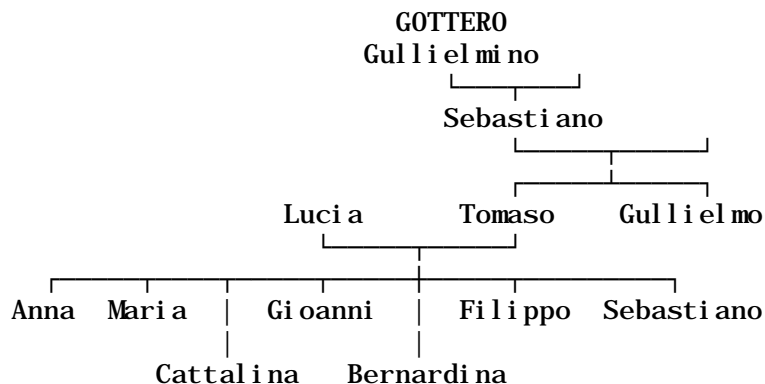 GOTTERO
Gullielmino
Sebastiano
Lucia Tomaso Gullielmo
Anna Maria Gioanni Filippo Sebastiano
Cattalina Bernardina